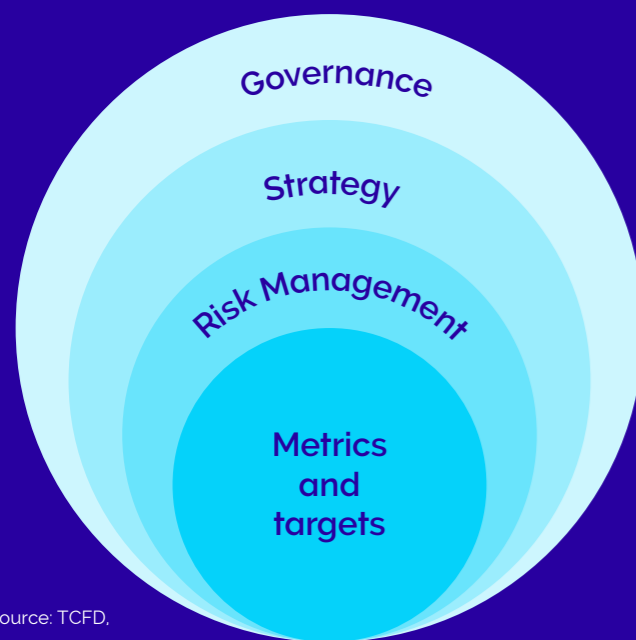 Governance
Strategy
Risk Management
Metrics
and
targets
ource: TCFD,